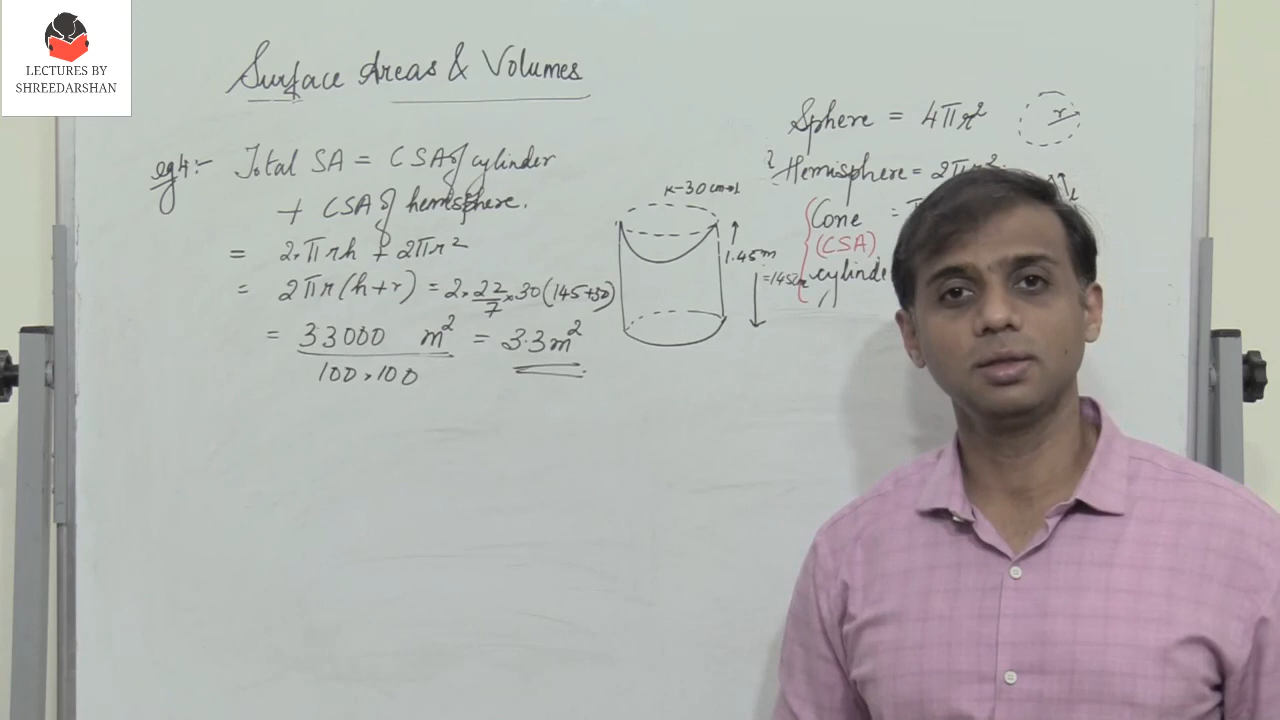 LECTURES BY
SHREEDARSHAN
Surface Areas & Volumes
eg4:- Total SA = CSA of cylinder
+ CSA of hemisphere.
= 2πrh + 2πr²
= 2πr(h+r) = 2×22/7×30(145+30)
= 33000/100×100 m² = 3.3m²
r-30cm
1.45m
=145cm
Sphere = 4πr²
r
Hemisphere = 2πr²
Cone =
(CSA)
cylinde